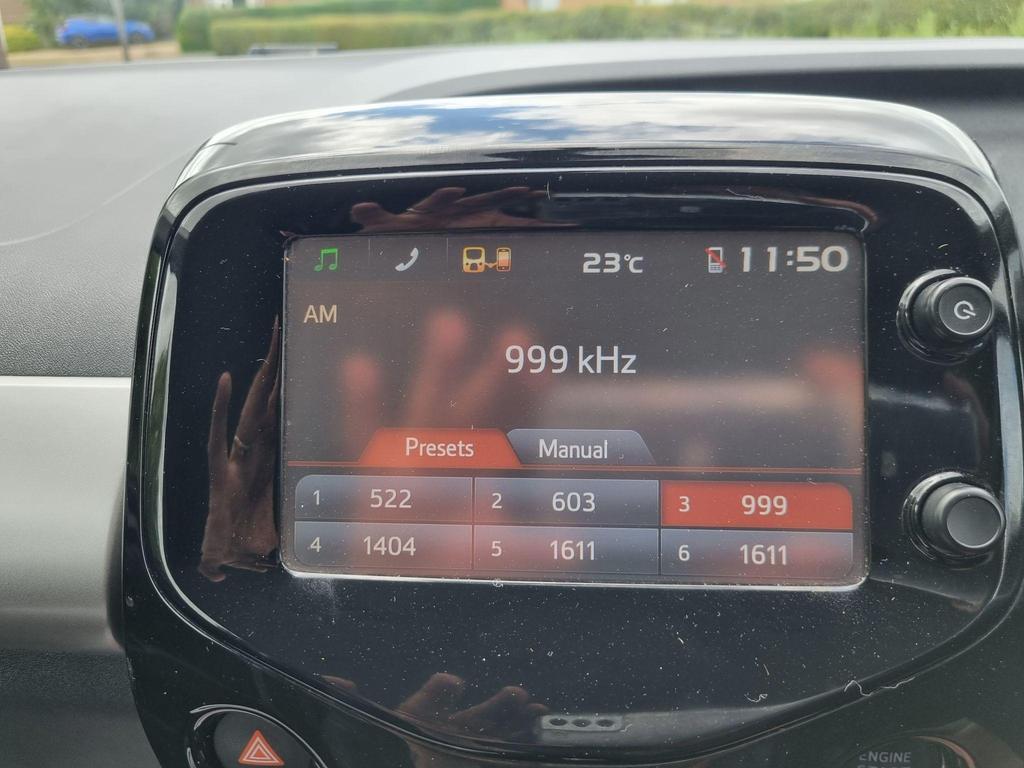 23°C 11:50
AM
999 kHz
Presets Manual
1 522 2 603 3 999
4 1404 5 1611 6 1611
ENGINE